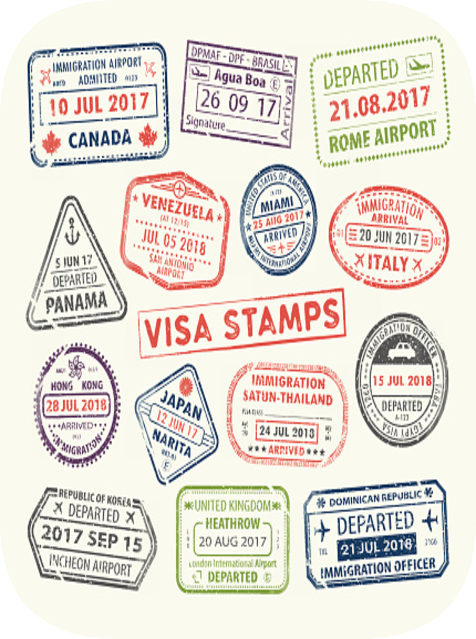 IMMIGRATION AIRPORT
ADMITTED
10 JUL 2017
CANADA
DPMAF - DPF - BRASIL
Agua Boa E
26 09 17
Signature
Arrival
DEPARTED
21.08.2017
ROME AIRPORT
5 JUN 17
DEPARTED
PANAMA
VENEZUELA
(AT 12/15)
JUL 05 2018
SAN ANTONIO
AIRPORT
UNITED STATES OF AMERICA
MIAMI
25 AUG 2017
ARRIVED
MIAMI INTERNATIONAL AIRPORT
IMMIGRATION
ARRIVAL
20 JUN 2017
ITALY
VISA STAMPS
HONG KONG
28 JUL 2018
ARRIVED
IMMIGRATION
JAPAN
12 JUN 17
NARITA
E
IMMIGRATION
SATUN-THAILAND
24 JUL 2018
ARRIVED
IMMIGRATION OFFICER
15 JUL 2018
DEPARTED
A-123
REPUBLIC OF KOREA
DEPARTED
2017 SEP 15
INCHEON AIRPORT
UNITED KINGDOM
HEATHROW
20 AUG 2017
London International Airport
DEPARTED
DOMINICAN REPUBLIC
DEPARTED
21 JUL 2018
IMMIGRATION OFFICER